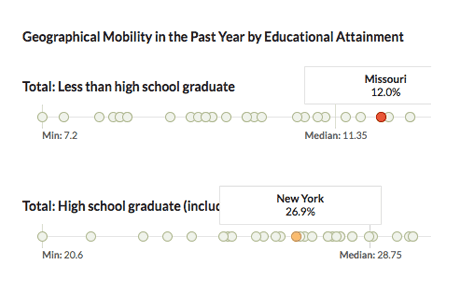 Geographical Mobility in the Past Year by Educational Attainment
Total: Less than high school graduate
Missouri
12.0%
Min: 7.2
Median: 11.35
Total: High school graduate (includ
New York
26.9%
Min: 20.6
Median: 28.75